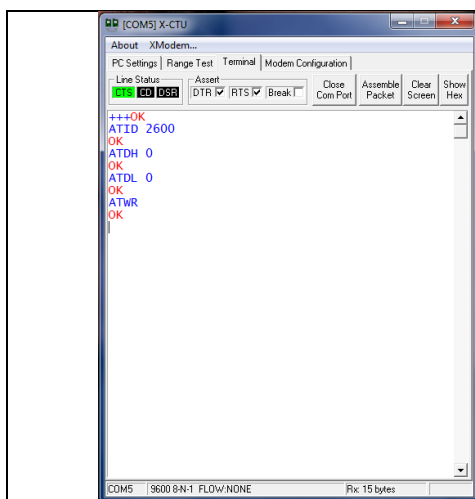 [COM5] X-CTU
About XModem...
PC Settings Range Test Terminal Modem Configuration
Line Status
CTS CD DSR
Assert
DTR RTS Break
Close Com Port
Assemble Packet
Clear Screen
Show Hex
+++OK
ATID 2600
OK
ATDH 0
OK
ATDL 0
OK
ATWR
OK
COM5 9600 8-N-1 FLOW:NONE Rx: 15 bytes